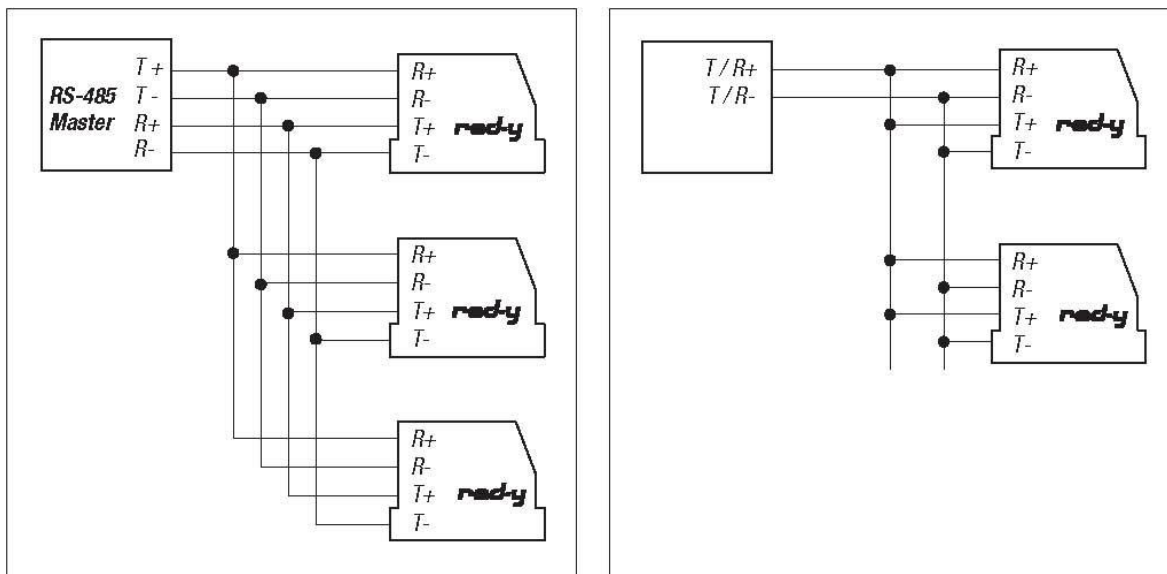 T+
T-
R+
R-
RS-485
Master
R+
R-
T+
T-
red-y
R+
R-
T+
T-
red-y
R+
R-
T+
T-
red-y
T/R+
T/R-
R+
R-
T+
T-
red-y
R+
R-
T+
T-
red-y